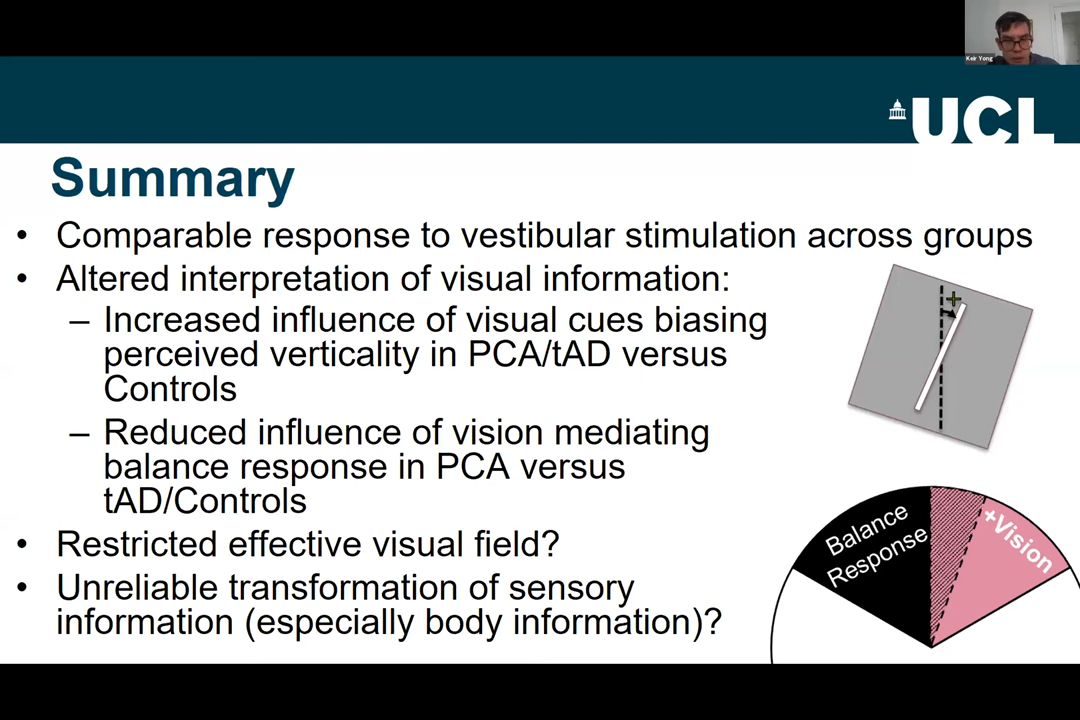 Keir Yong
UCL
Summary
• Comparable response to vestibular stimulation across groups
• Altered interpretation of visual information:
– Increased influence of visual cues biasing
perceived verticality in PCA/tAD versus
Controls
– Reduced influence of vision mediating
balance response in PCA versus
tAD/Controls
• Restricted effective visual field?
• Unreliable transformation of sensory
information (especially body information)?
+
Balance
Response
+Vision